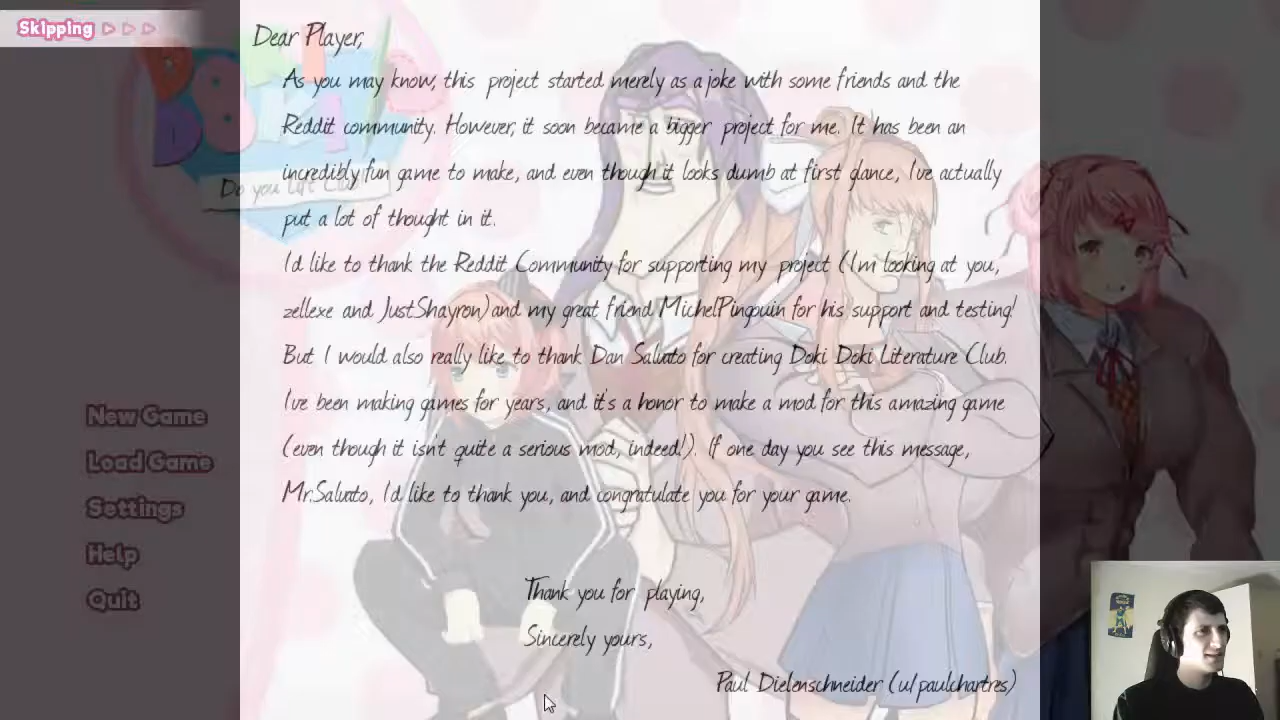 Skipping
Dear Player,
As you may know, this project started merely as a joke with some friends and the
Reddit community. However, it soon became a bigger project for me. It has been an
incredibly fun game to make, and even though it looks dumb at first glance, I've actually
put a lot of thought in it.
I'd like to thank the Reddit Community for supporting my project (I'm looking at you,
zellexe and JustShayron) and my great friend MichelPingouin for his support and testing!
But I would also really like to thank Dan Salvato for creating Doki Doki Literature Club.
I've been making games for years, and it's a honor to make a mod for this amazing game
(even though it isn't quite a serious mod, indeed!). If one day you see this message,
Mr.Salvato, I'd like to thank you, and congratulate you for your game.
Thank you for playing,
Sincerely yours,
Paul Dielenschneider (u/paulchartres)
Do you Lift Club
New Game
Load Game
Settings
Help
Quit